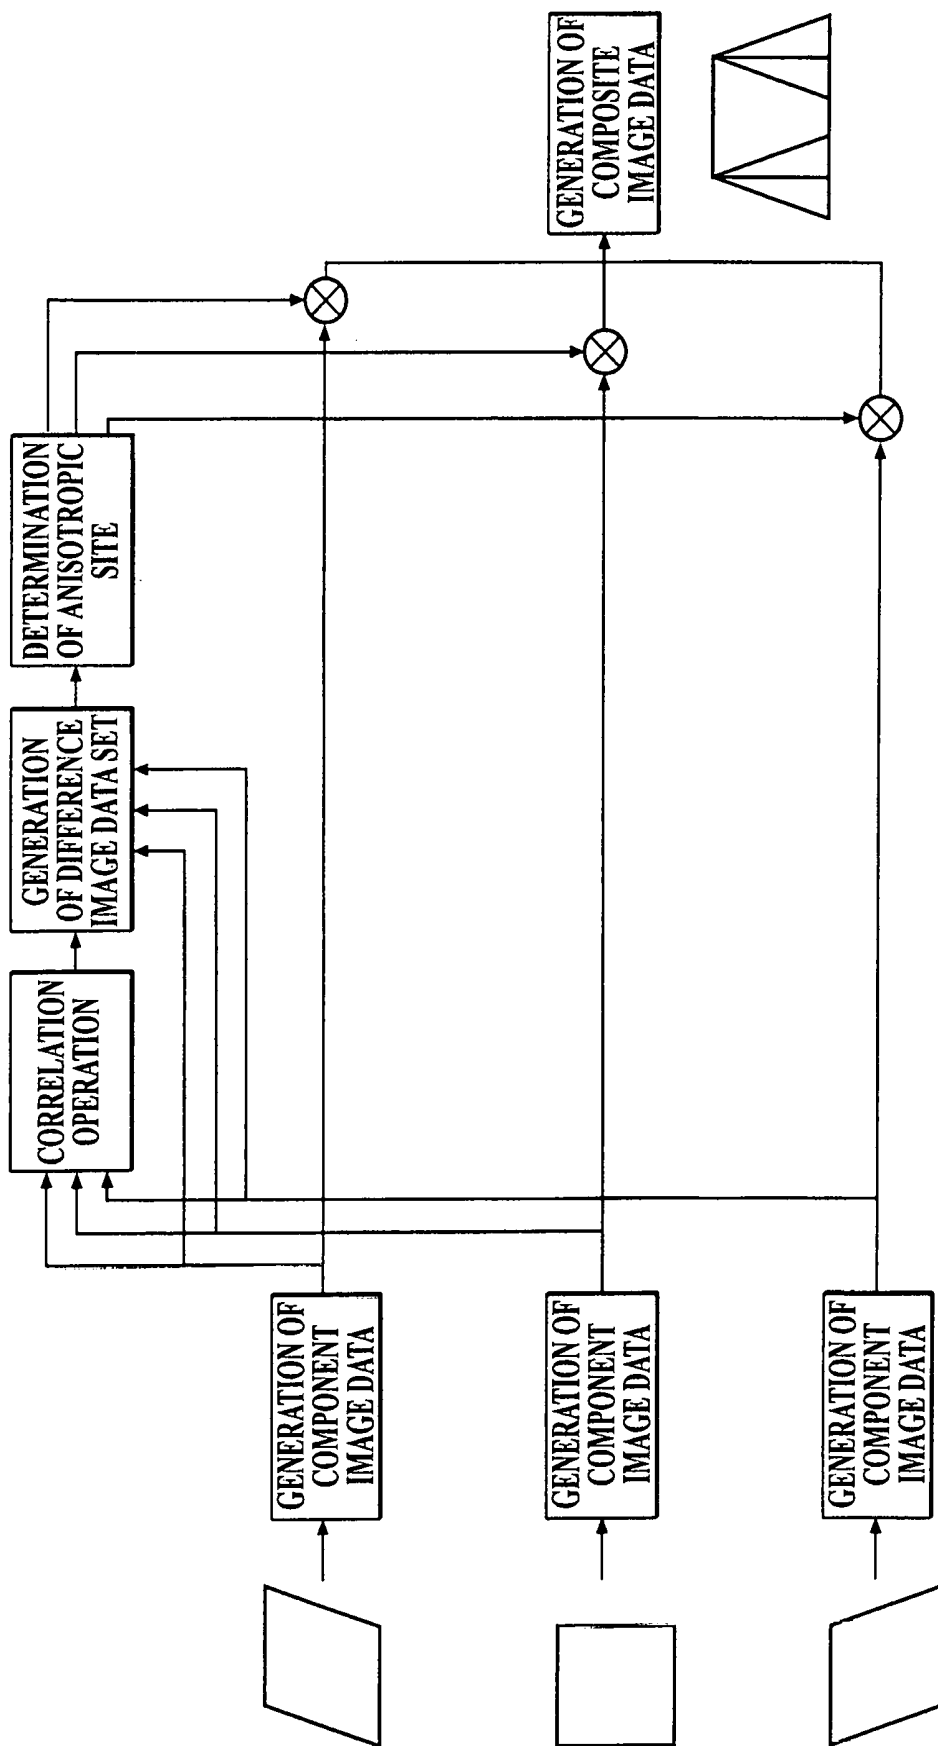 CORRELATION
OPERATION
GENERATION
OF DIFFERENCE
IMAGE DATA SET
DETERMINATION
OF ANISOTROPIC
SITE
GENERATION OF
COMPONENT
IMAGE DATA
GENERATION OF
COMPONENT
IMAGE DATA
GENERATION OF
COMPOSITE
IMAGE DATA
GENERATION OF
COMPONENT
IMAGE DATA